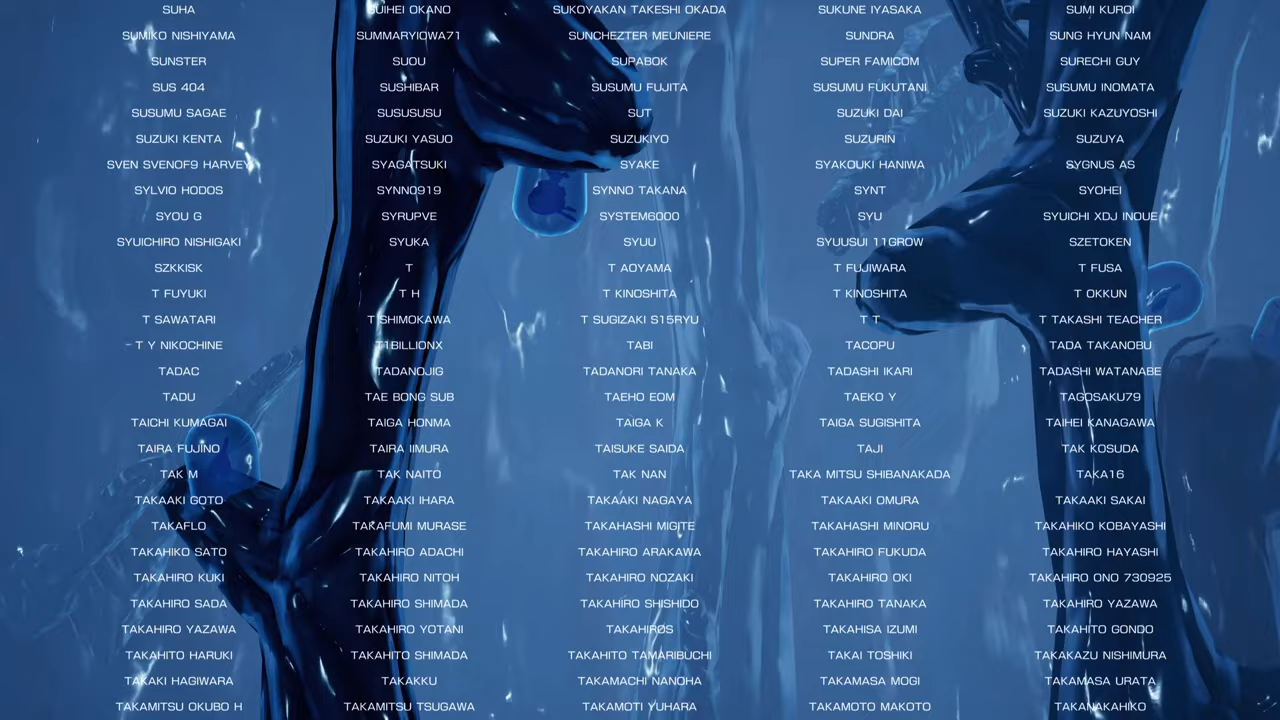 SUHA SUIHEI OKANO SUKOYAKAN TAKESHI OKADA SUKUNE IYASAKA SUMI KUROI
SUMIKO NISHIYAMA SUMMARYIOWA71 SUNCHEZTER MEUNIERE SUNDRA SUNG HYUN NAM
SUNSTER SUOU SUPABOK SUPER FAMICOM SURECHI GUY
SUS 404 SUSHIBAR SUSUMU FUJITA SUSUMU FUKUTANI SUSUMU INOMATA
SUSUMU SAGAE SUSUSUSU SUT SUZUKI DAI SUZUKI KAZUYOSHI
SUZUKI KENTA SUZUKI YASUO SUZUKIYO SUZURIN SUZUYA
SVEN SVENOF9 HARVEY SYAGATSUKI SYAKE SYAKOUKI HANIWA SYGNUS AS
SYLVIO HODOS SYNN0919 SYNNO TAKANA SYNT SYOHEI
SYOU G SYRUPVE SYSTEM6000 SYU SYUICHI XDJ INOUE
SYUICHIRO NISHIGAKI SYUKA SYUU SYUUSUI 11GROW SZETOKEN
SZKKISK T T AOYAMA T FUJIWARA T FUSA
T FUYUKI T H T KINOSHITA T KINOSHITA T OKKUN
T SAWATARI T SHIMOKAWA T SUGIZAKI S15RYU T T T TAKASHI TEACHER
T Y NIKOCHINE T1BILLIONX TABI TACOPU TADA TAKANOBU
TADAC TADANOJIG TADANORI TANAKA TADASHI IKARI TADASHI WATANABE
TADU TAE BONG SUB TAEHO EOM TAEKO Y TAGOSAKU79
TAICHI KUMAGAI TAIGA HONMA TAIGA K TAIGA SUGISHITA TAIHEI KANAGAWA
TAIRA FUJINO TAIRA IIMURA TAISUKE SAIDA TAJI TAK KOSUDA
TAK M TAK NAITO TAK NAN TAKA MITSU SHIBANAKADA TAKA16
TAKAAKI GOTO TAKAAKI IHARA TAKAAKI NAGAYA TAKAAKI OMURA TAKAAKI SAKAI
TAKAFLO TAKAFUMI MURASE TAKAHASHI MIGITE TAKAHASHI MINORU TAKAHIKO KOBAYASHI
TAKAHIKO SATO TAKAHIRO ADACHI TAKAHIRO ARAKAWA TAKAHIRO FUKUDA TAKAHIRO HAYASHI
TAKAHIRO KUKI TAKAHIRO NITOH TAKAHIRO NOZAKI TAKAHIRO OKI TAKAHIRO ONO 730925
TAKAHIRO SADA TAKAHIRO SHIMADA TAKAHIRO SHISHIDO TAKAHIRO TANAKA TAKAHIRO YAZAWA
TAKAHIRO YAZAWA TAKAHIRO YOTANI TAKAHIRØS TAKAHISA IZUMI TAKAHITO GONDO
TAKAHITO HARUKI TAKAHITO SHIMADA TAKAHITO TAMARIBUCHI TAKAI TOSHIKI TAKAKAZU NISHIMURA
TAKAKI HAGIWARA TAKAKKU TAKAMACHI NANOHA TAKAMASA MOGI TAKAMASA URATA
TAKAMITSU OKUBO H TAKAMITSU TSUGAWA TAKAMOTI YUHARA TAKAMOTO MAKOTO TAKANAKAHIKO